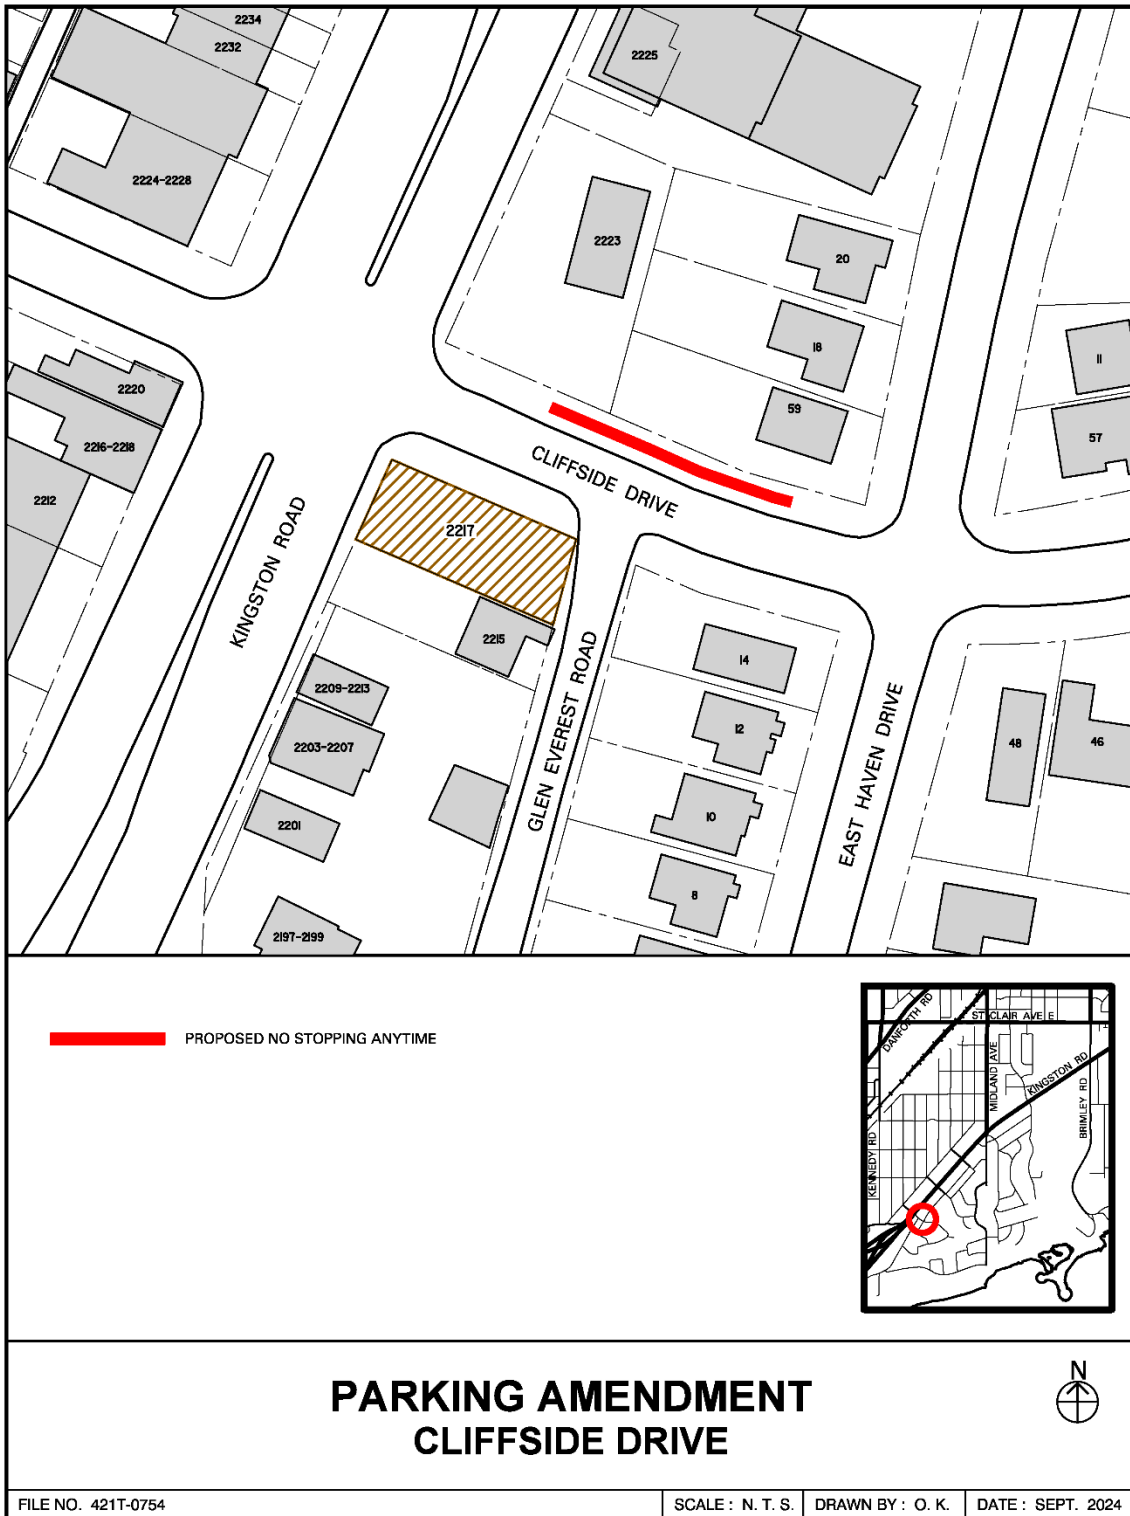 2234
2232
2225
2224-2228
2223
20
18
11
59
57
2220
2216-2218
2212
CLIFFSIDE DRIVE
2217
KINGSTON ROAD
2215
14
2209-2213
GLEN EVEREST ROAD
12
2203-2207
EAST HAVEN DRIVE
48
46
10
2201
8
2197-2199
PROPOSED NO STOPPING ANYTIME
DANFORTH RD
ST CLAIR AVE E
MIDLAND AVE
KINGSTON RD
BRIMLEY RD
KENNEDY RD
PARKING AMENDMENT
CLIFFSIDE DRIVE
N
FILE NO. 421T-0754
SCALE : N. T. S.
DRAWN BY : O. K.
DATE : SEPT. 2024